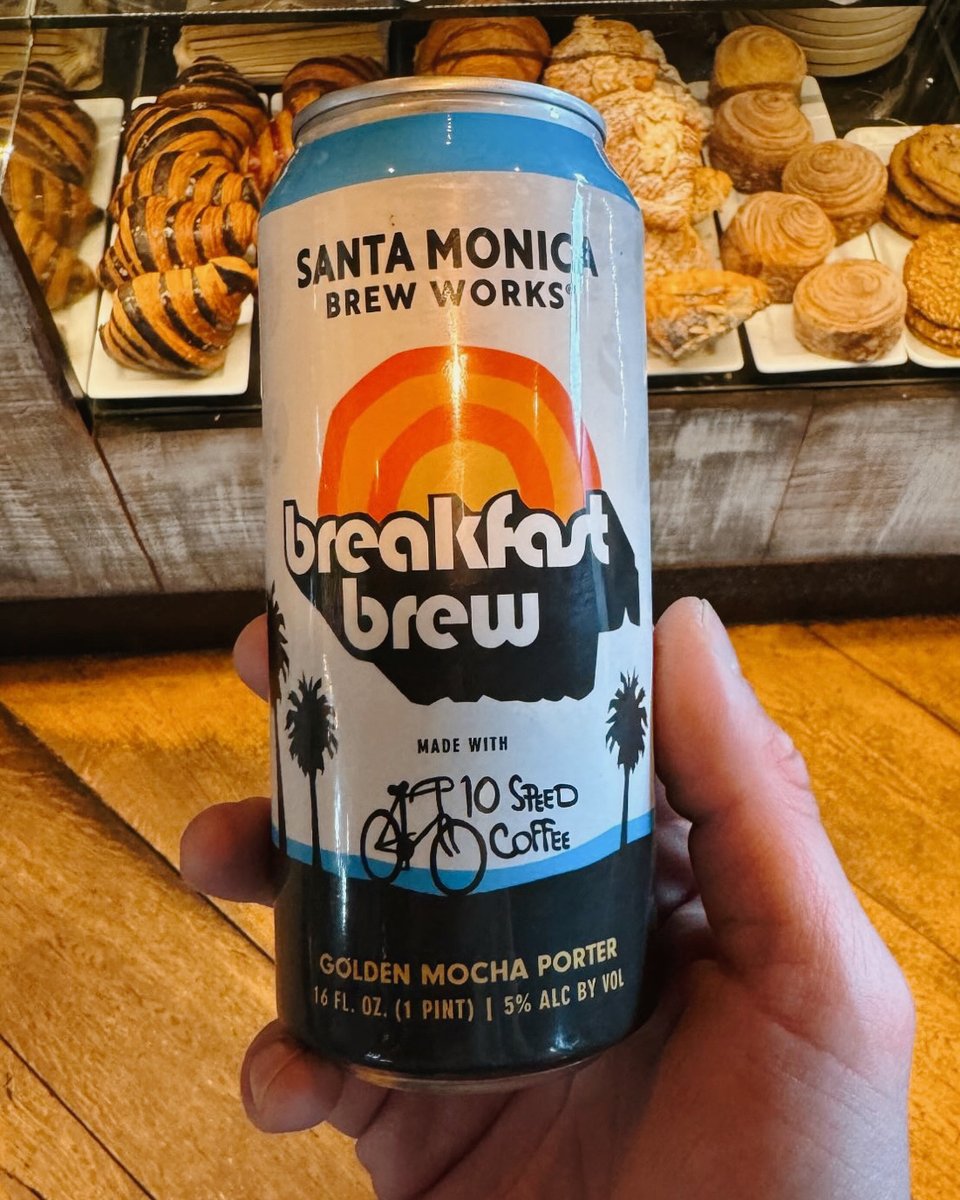 SANTA MONICA
BREW WORKS®
breakfast
brew
MADE WITH
10 SPEED
COFFEE
GOLDEN MOCHA PORTER
16 FL. OZ. (1 PINT) | 5% ALC BY VOL